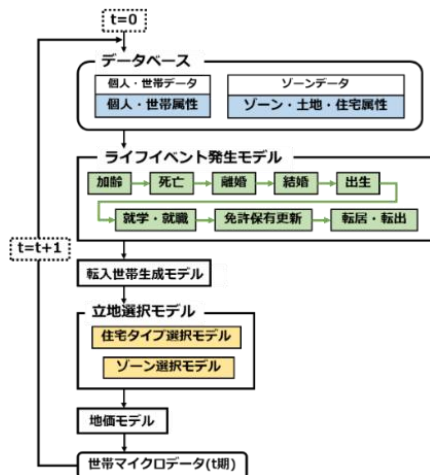 t=0
データベース
個人・世帯データ
個人・世帯属性
ゾーンデータ
ゾーン・土地・住宅属性
ライフイベント発生モデル
加齢
死亡
離婚
結婚
出生
就学・就職
免許保有更新
転居・転出
t=t+1
転入世帯生成モデル
立地選択モデル
住宅タイプ選択モデル
ゾーン選択モデル
地価モデル
世帯マイクロデータ(t期)